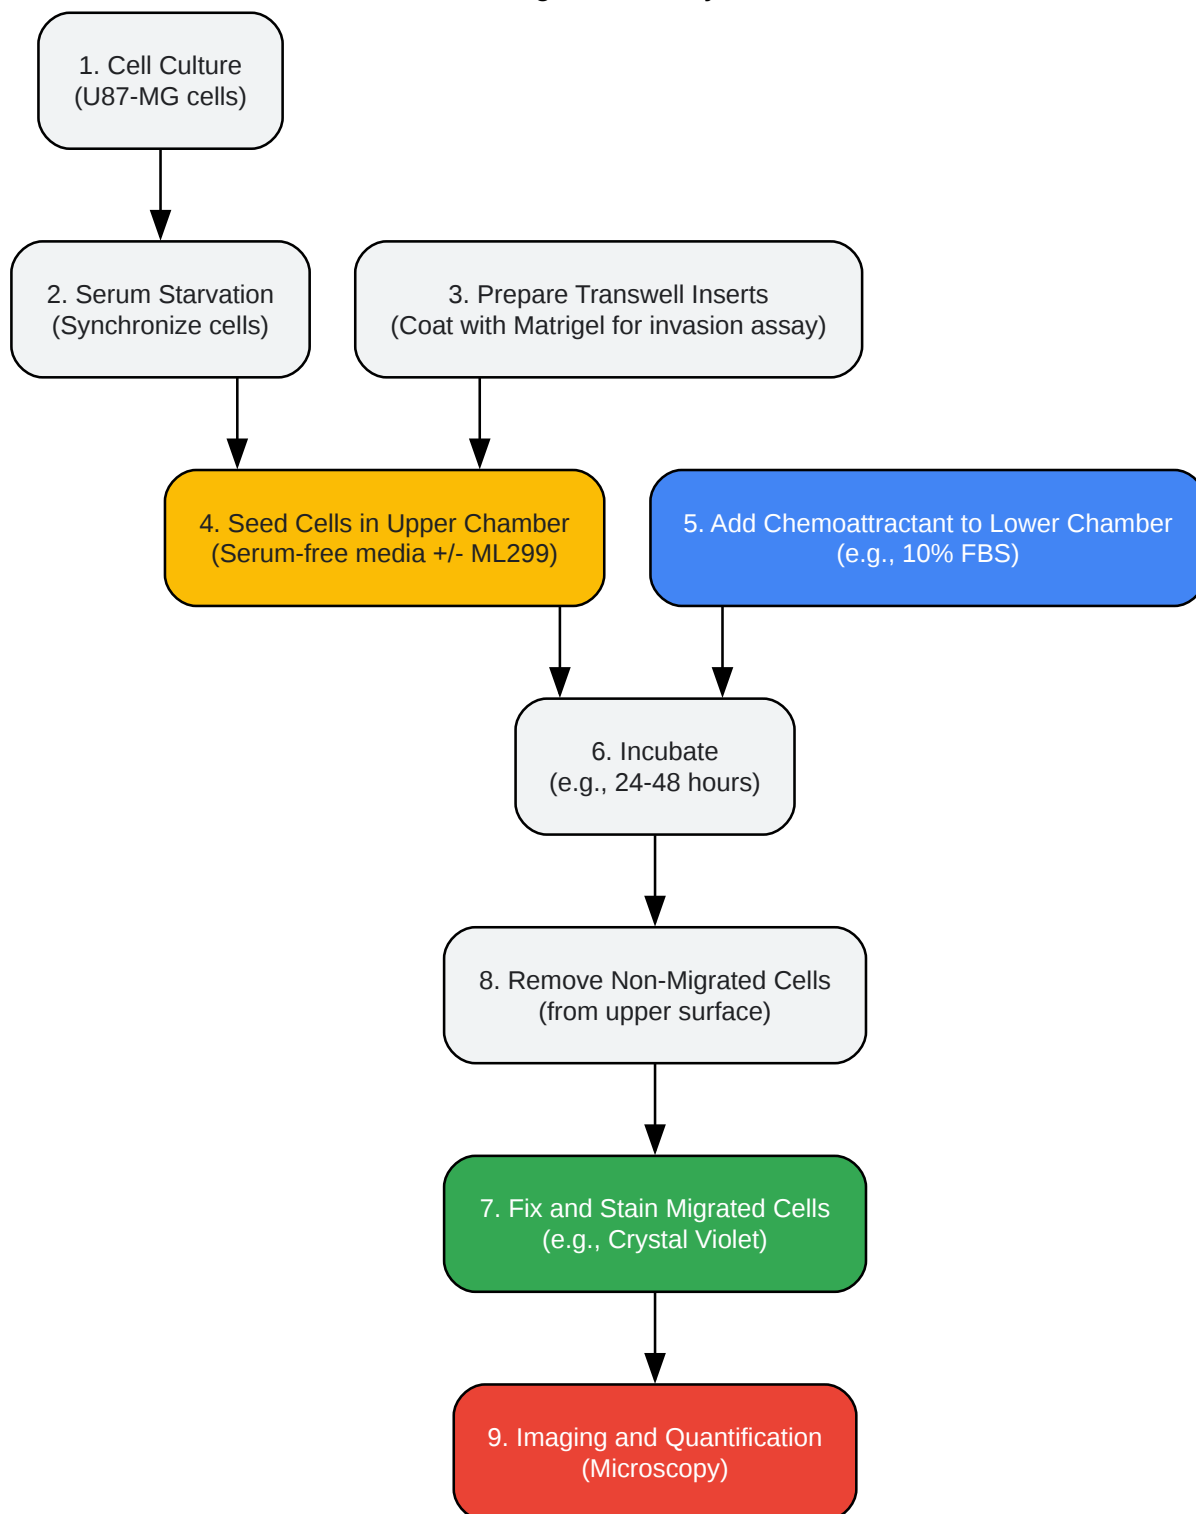 1. Cell Culture
(U87-MG cells)
2. Serum Starvation
(Synchronize cells)
3. Prepare Transwell Inserts
(Coat with Matrigel for invasion assay)
4. Seed Cells in Upper Chamber
(Serum-free media +/- ML299)
5. Add Chemoattractant to Lower Chamber
(e.g., 10% FBS)
6. Incubate
(e.g., 24-48 hours)
8. Remove Non-Migrated Cells
(from upper surface)
7. Fix and Stain Migrated Cells
(e.g., Crystal Violet)
9. Imaging and Quantification
(Microscopy)